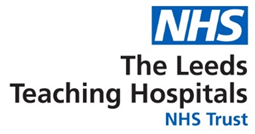 NHS
The Leeds
Teaching Hospitals
NHS Trust